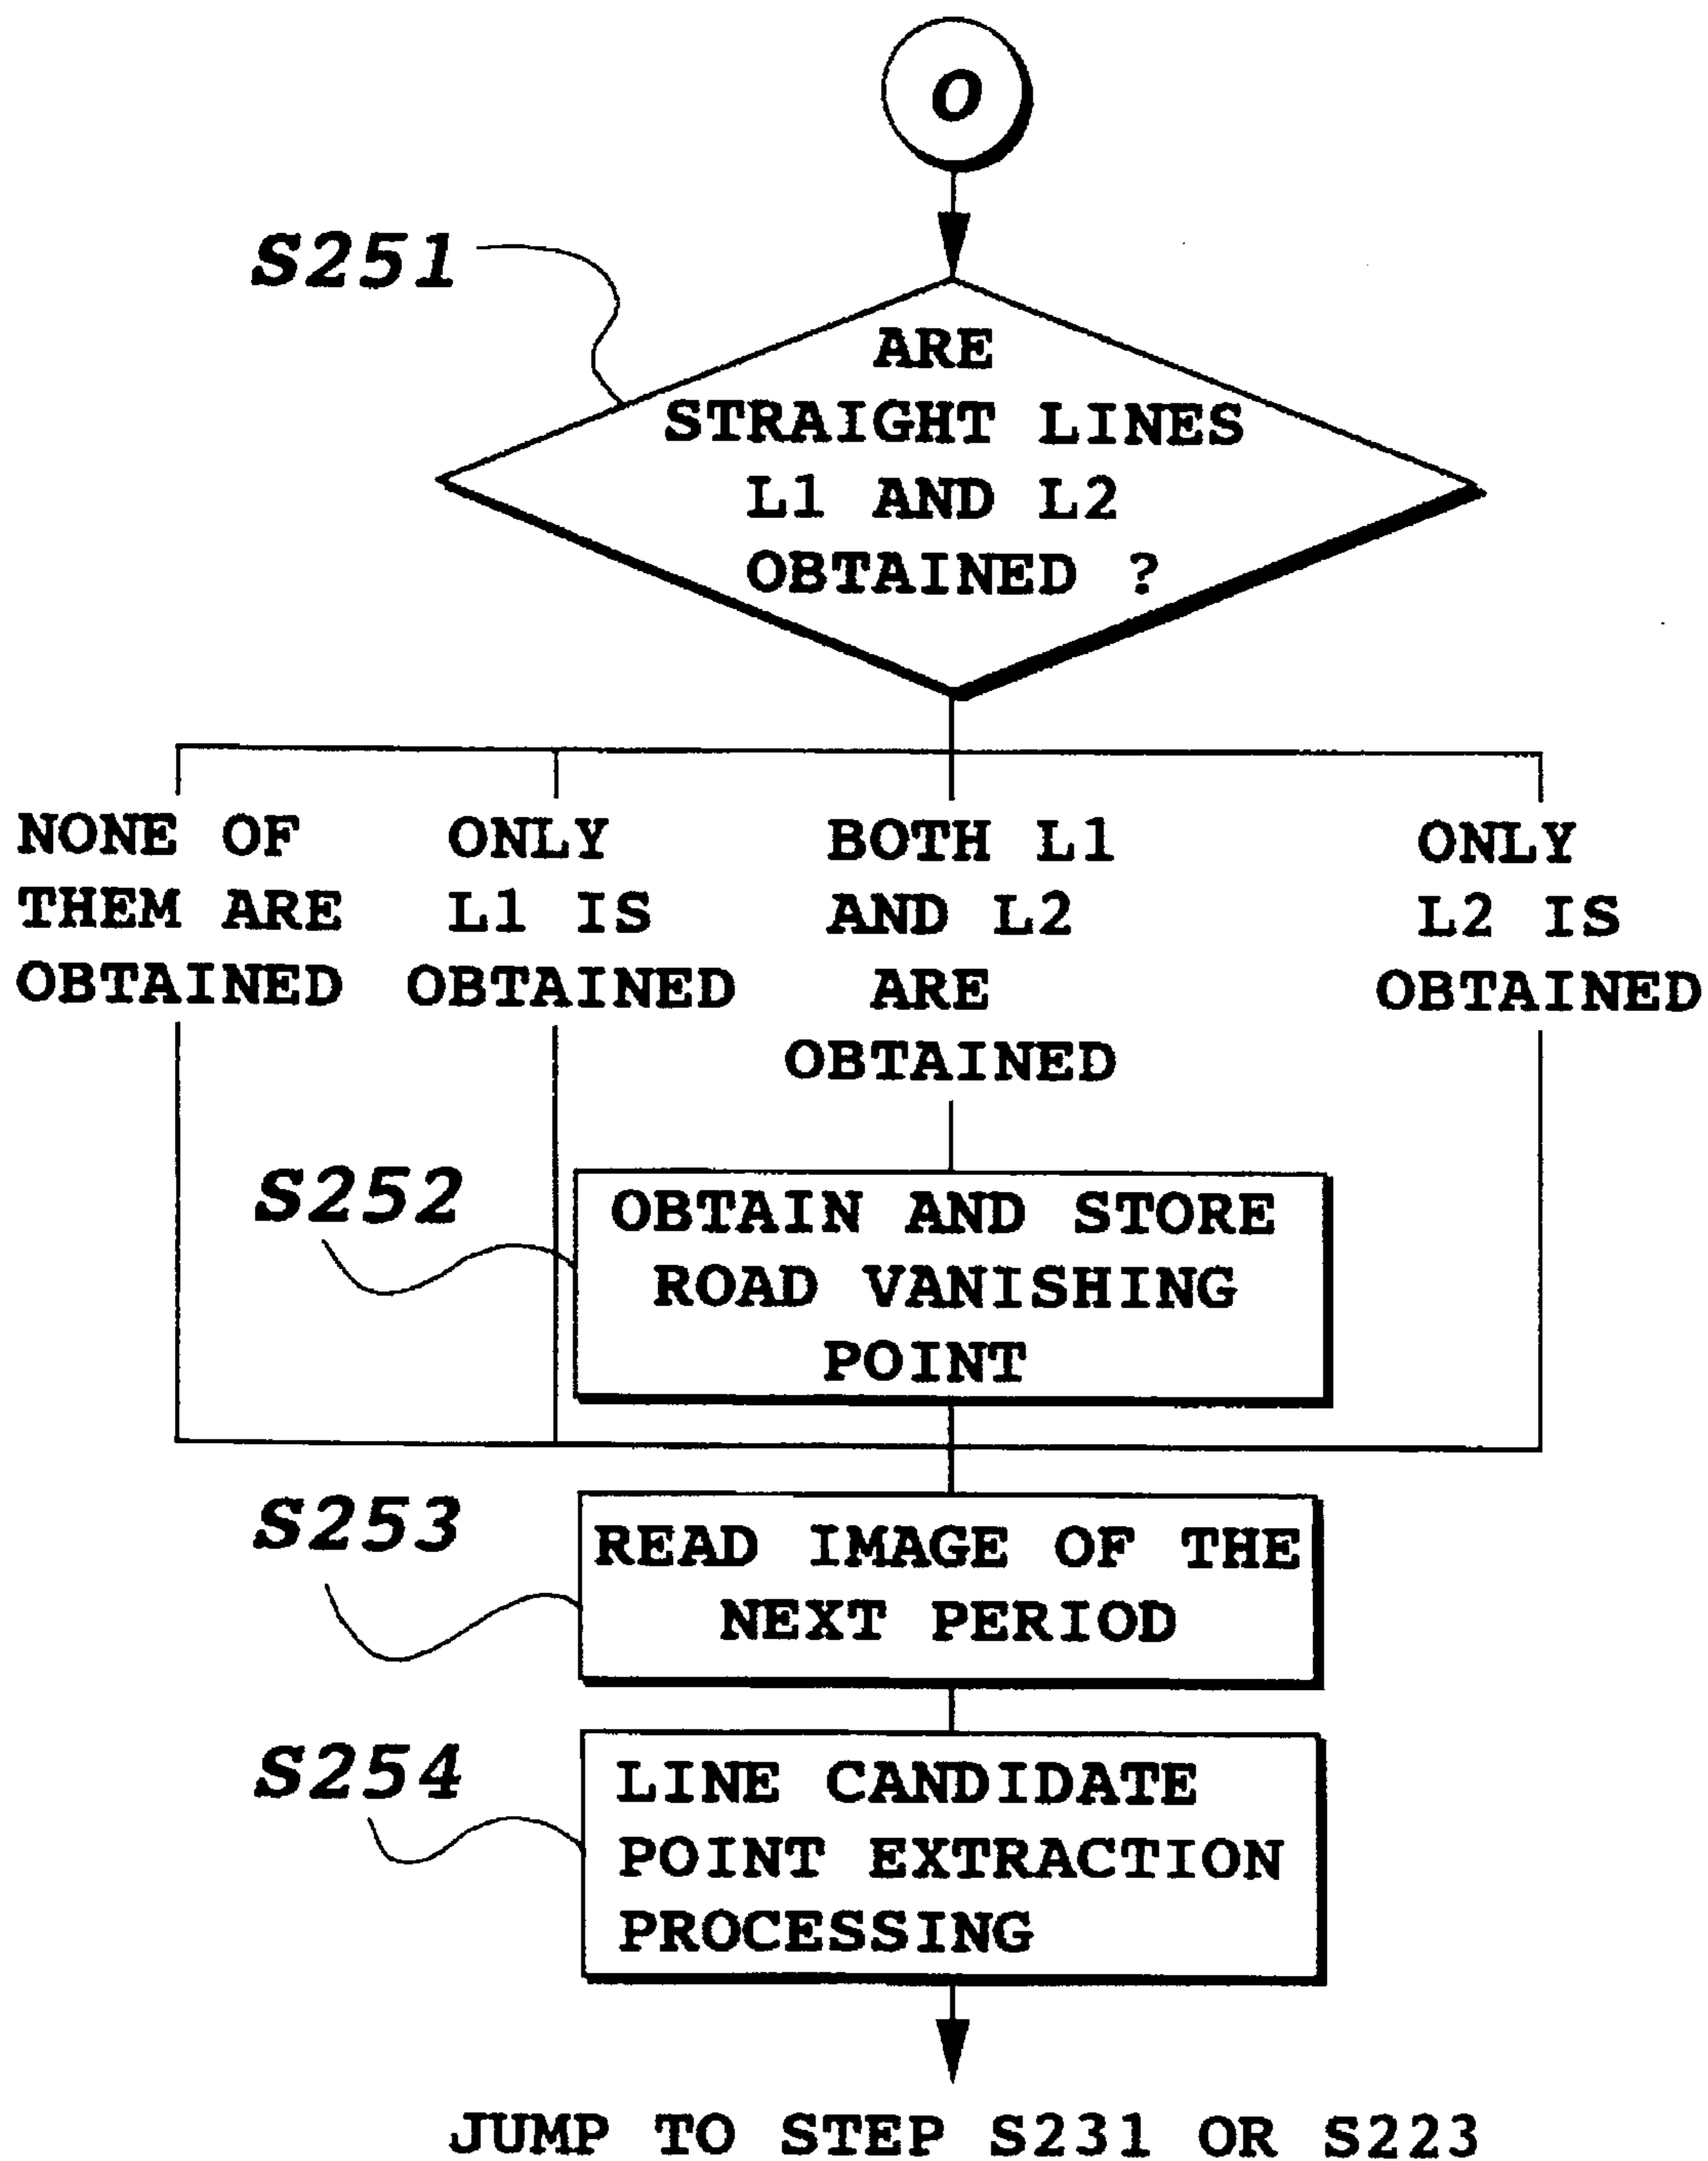 O
S251
ARE
STRAIGHT LINES
L1 AND L2
OBTAINED ?
NONE OF
THEM ARE
OBTAINED
ONLY
L1 IS
OBTAINED
BOTH L1
AND L2
ARE
OBTAINED
ONLY
L2 IS
OBTAINED
S252
OBTAIN AND STORE
ROAD VANISHING
POINT
S253
READ IMAGE OF THE
NEXT PERIOD
S254
LINE CANDIDATE
POINT EXTRACTION
PROCESSING
JUMP TO STEP S231 OR S223